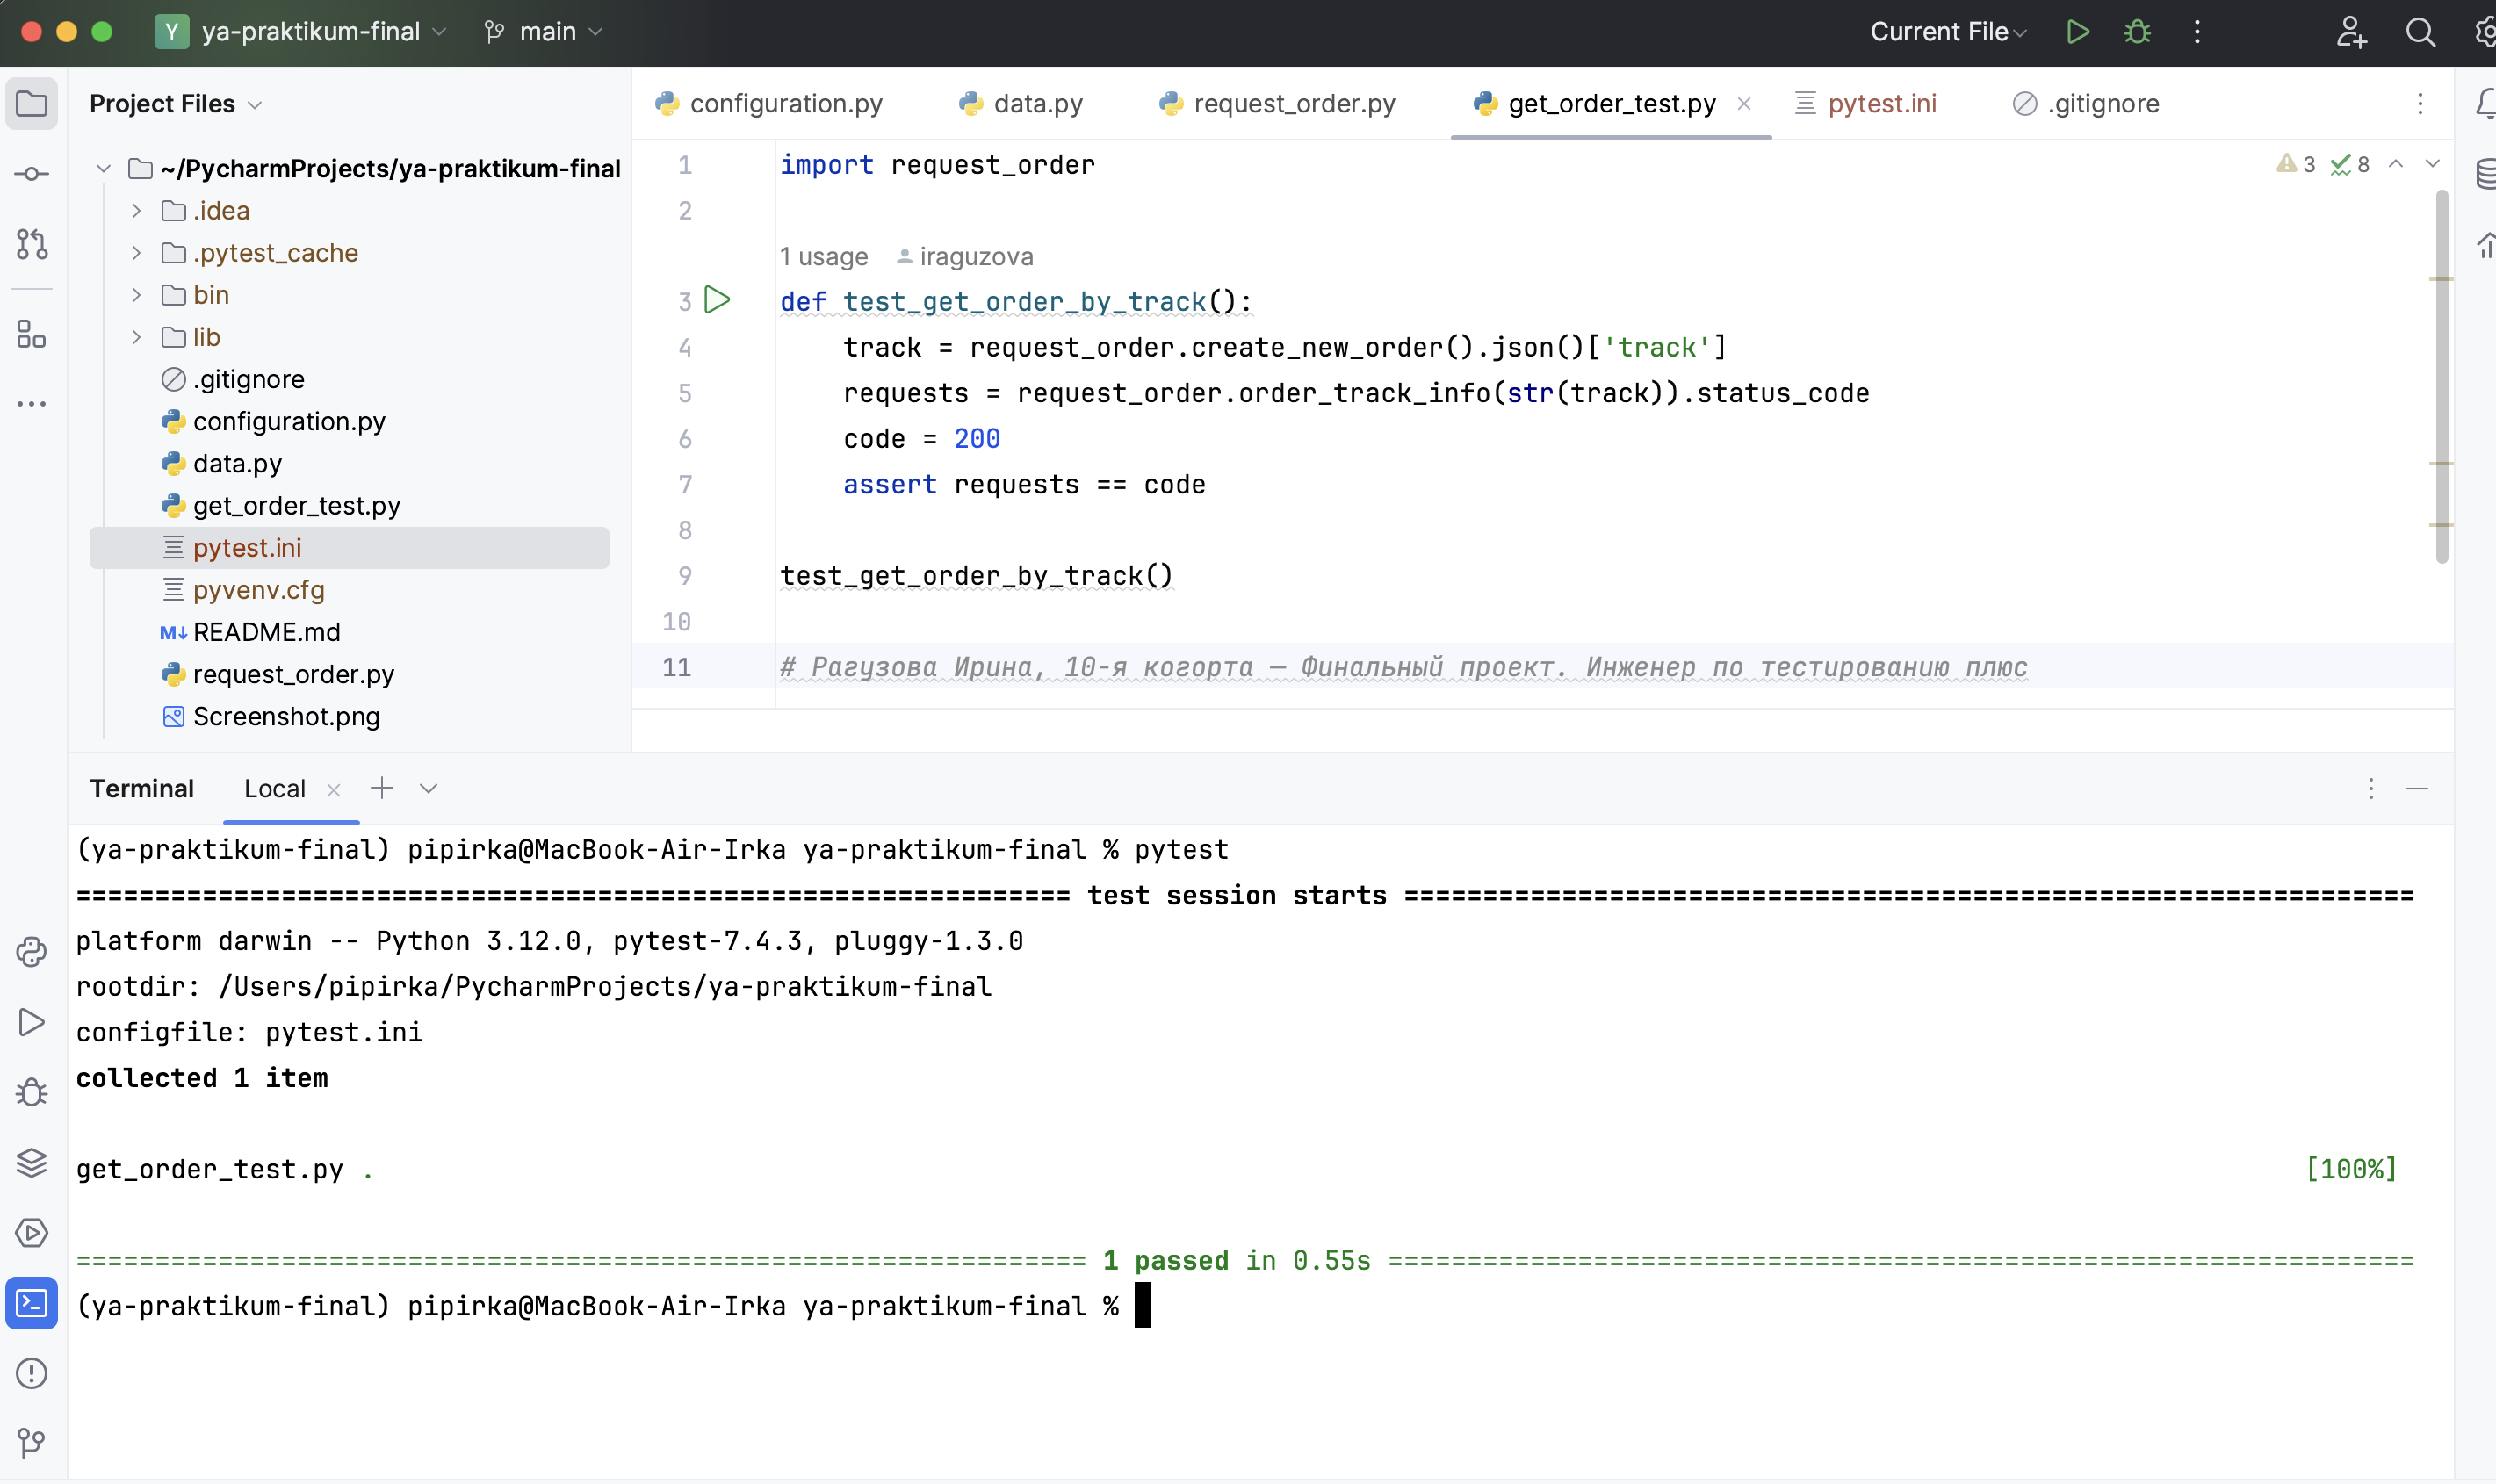 Y ya-praktikum-final main Current File
Project Files
~/PycharmProjects/ya-praktikum-final
.idea
.pytest_cache
bin
lib
.gitignore
configuration.py
data.py
get_order_test.py
pytest.ini
pyvenv.cfg
README.md
request_order.py
Screenshot.png
configuration.py data.py request_order.py get_order_test.py pytest.ini .gitignore
3 8
1 import request_order
2
1 usage iraguzova
3 def test_get_order_by_track():
4 track = request_order.create_new_order().json()['track']
5 requests = request_order.order_track_info(str(track)).status_code
6 code = 200
7 assert requests == code
8
9 test_get_order_by_track()
10
11 # Рагузова Ирина, 10-я когорта — Финальный проект. Инженер по тестированию плюс
Terminal Local
(ya-praktikum-final) pipirka@MacBook-Air-Irka ya-praktikum-final % pytest
=============================================================== test session starts ================================================================
platform darwin -- Python 3.12.0, pytest-7.4.3, pluggy-1.3.0
rootdir: /Users/pipirka/PycharmProjects/ya-praktikum-final
configfile: pytest.ini
collected 1 item
get_order_test.py . [100%]
================================================================ 1 passed in 0.55s =================================================================
(ya-praktikum-final) pipirka@MacBook-Air-Irka ya-praktikum-final %